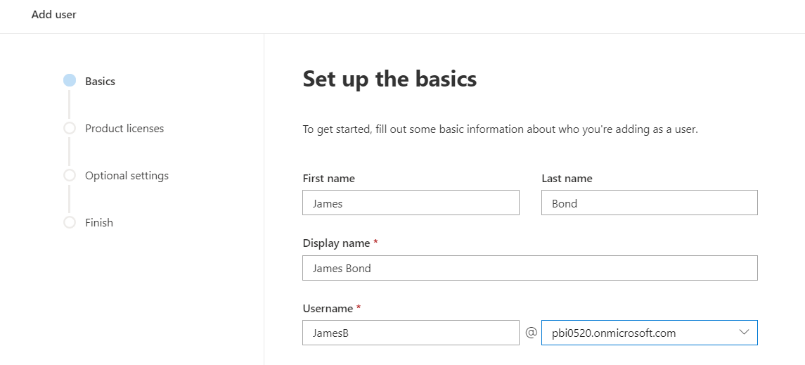 Add user
Basics
Product licenses
Optional settings
Finish
Set up the basics
To get started, fill out some basic information about who you're adding as a user.
First name
Last name
James
Bond
Display name *
James Bond
Username *
JamesB
@
pbi0520.onmicrosoft.com